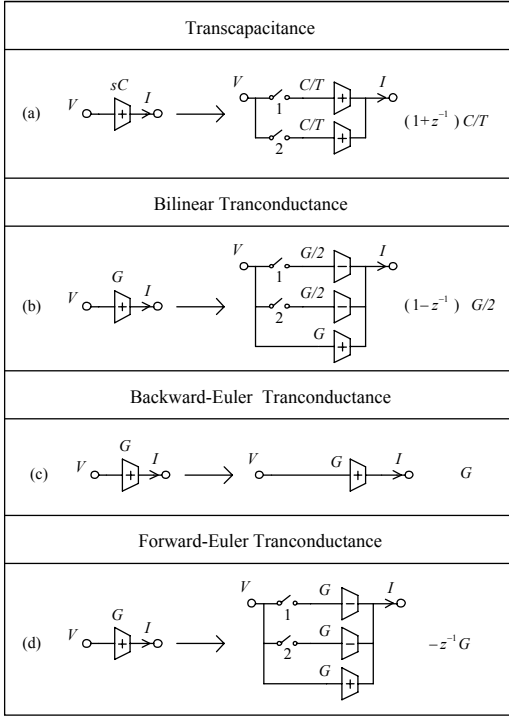 Transcapacitance
(a) V sC + I V 1 C/T + 2 C/T + I (1+z⁻¹) C/T
Bilinear Tranconductance
(b) V G + I V 1 G/2 − 2 G/2 − G + I (1−z⁻¹) G/2
Backward-Euler Tranconductance
(c) V G + I V G + I G
Forward-Euler Tranconductance
(d) V G + I V 1 G − 2 G − G + I −z⁻¹G